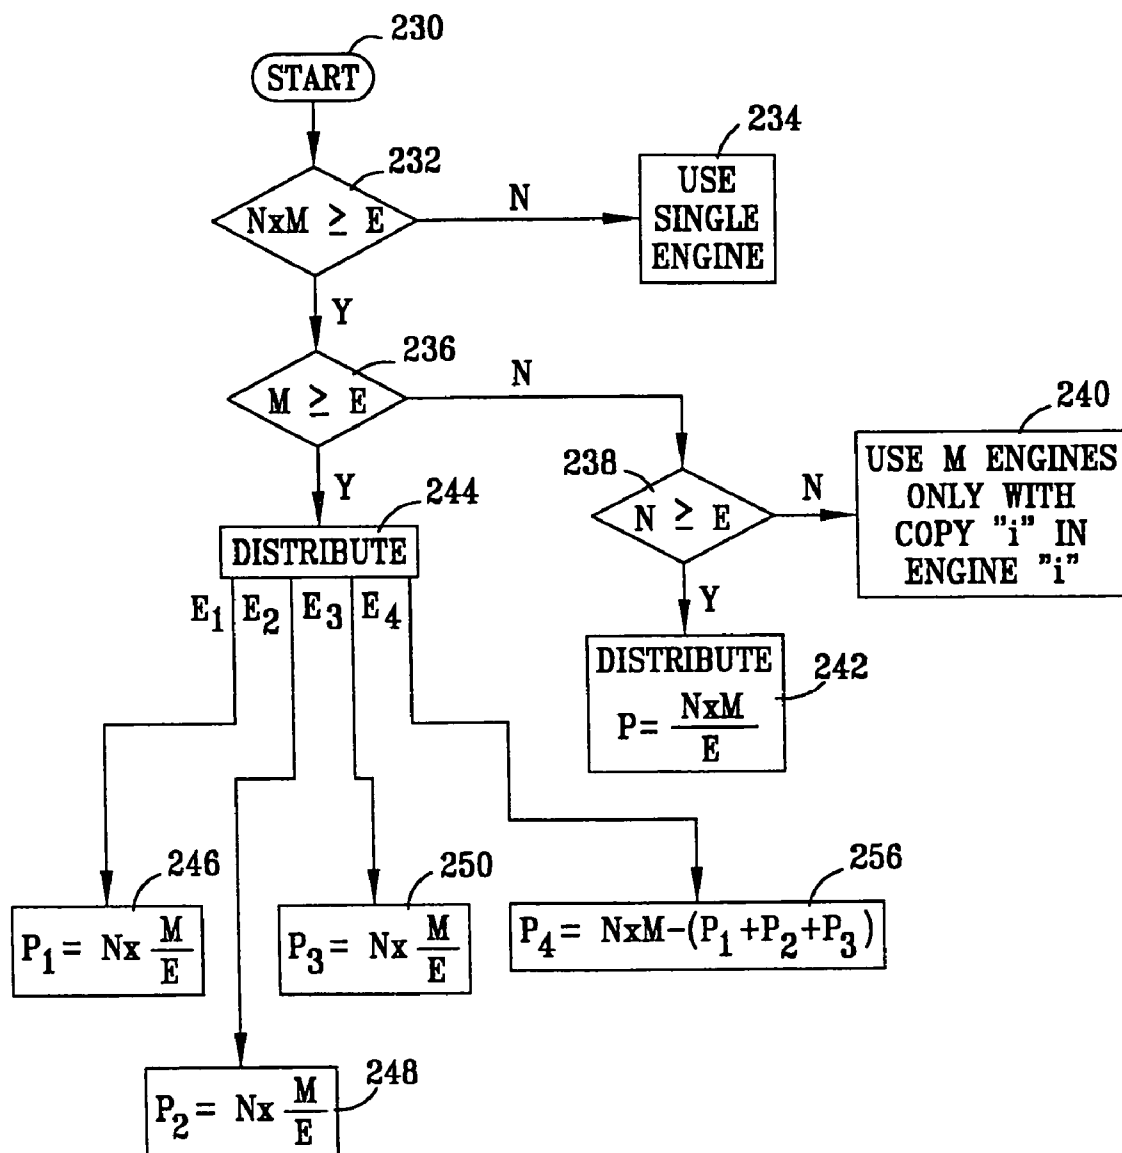 230
START
232
NxM ≥ E
N
234
USE
SINGLE
ENGINE
Y
236
M ≥ E
N
240
USE M ENGINES
ONLY WITH
COPY "i" IN
ENGINE "i"
238
N ≥ E
N
Y
244
DISTRIBUTE
E1 E2 E3 E4
Y
DISTRIBUTE
P= NxM/E
242
246
P1 = Nx M/E
250
P3 = Nx M/E
256
P4 = NxM-(P1+P2+P3)
248
P2 = Nx M/E